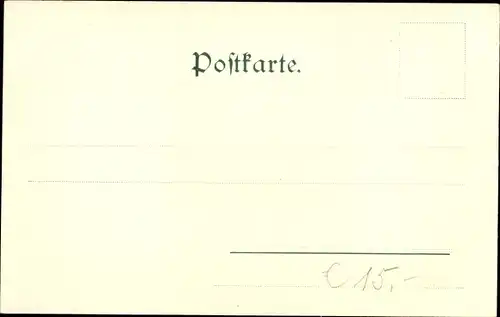 Postkarte.
€ 15,-